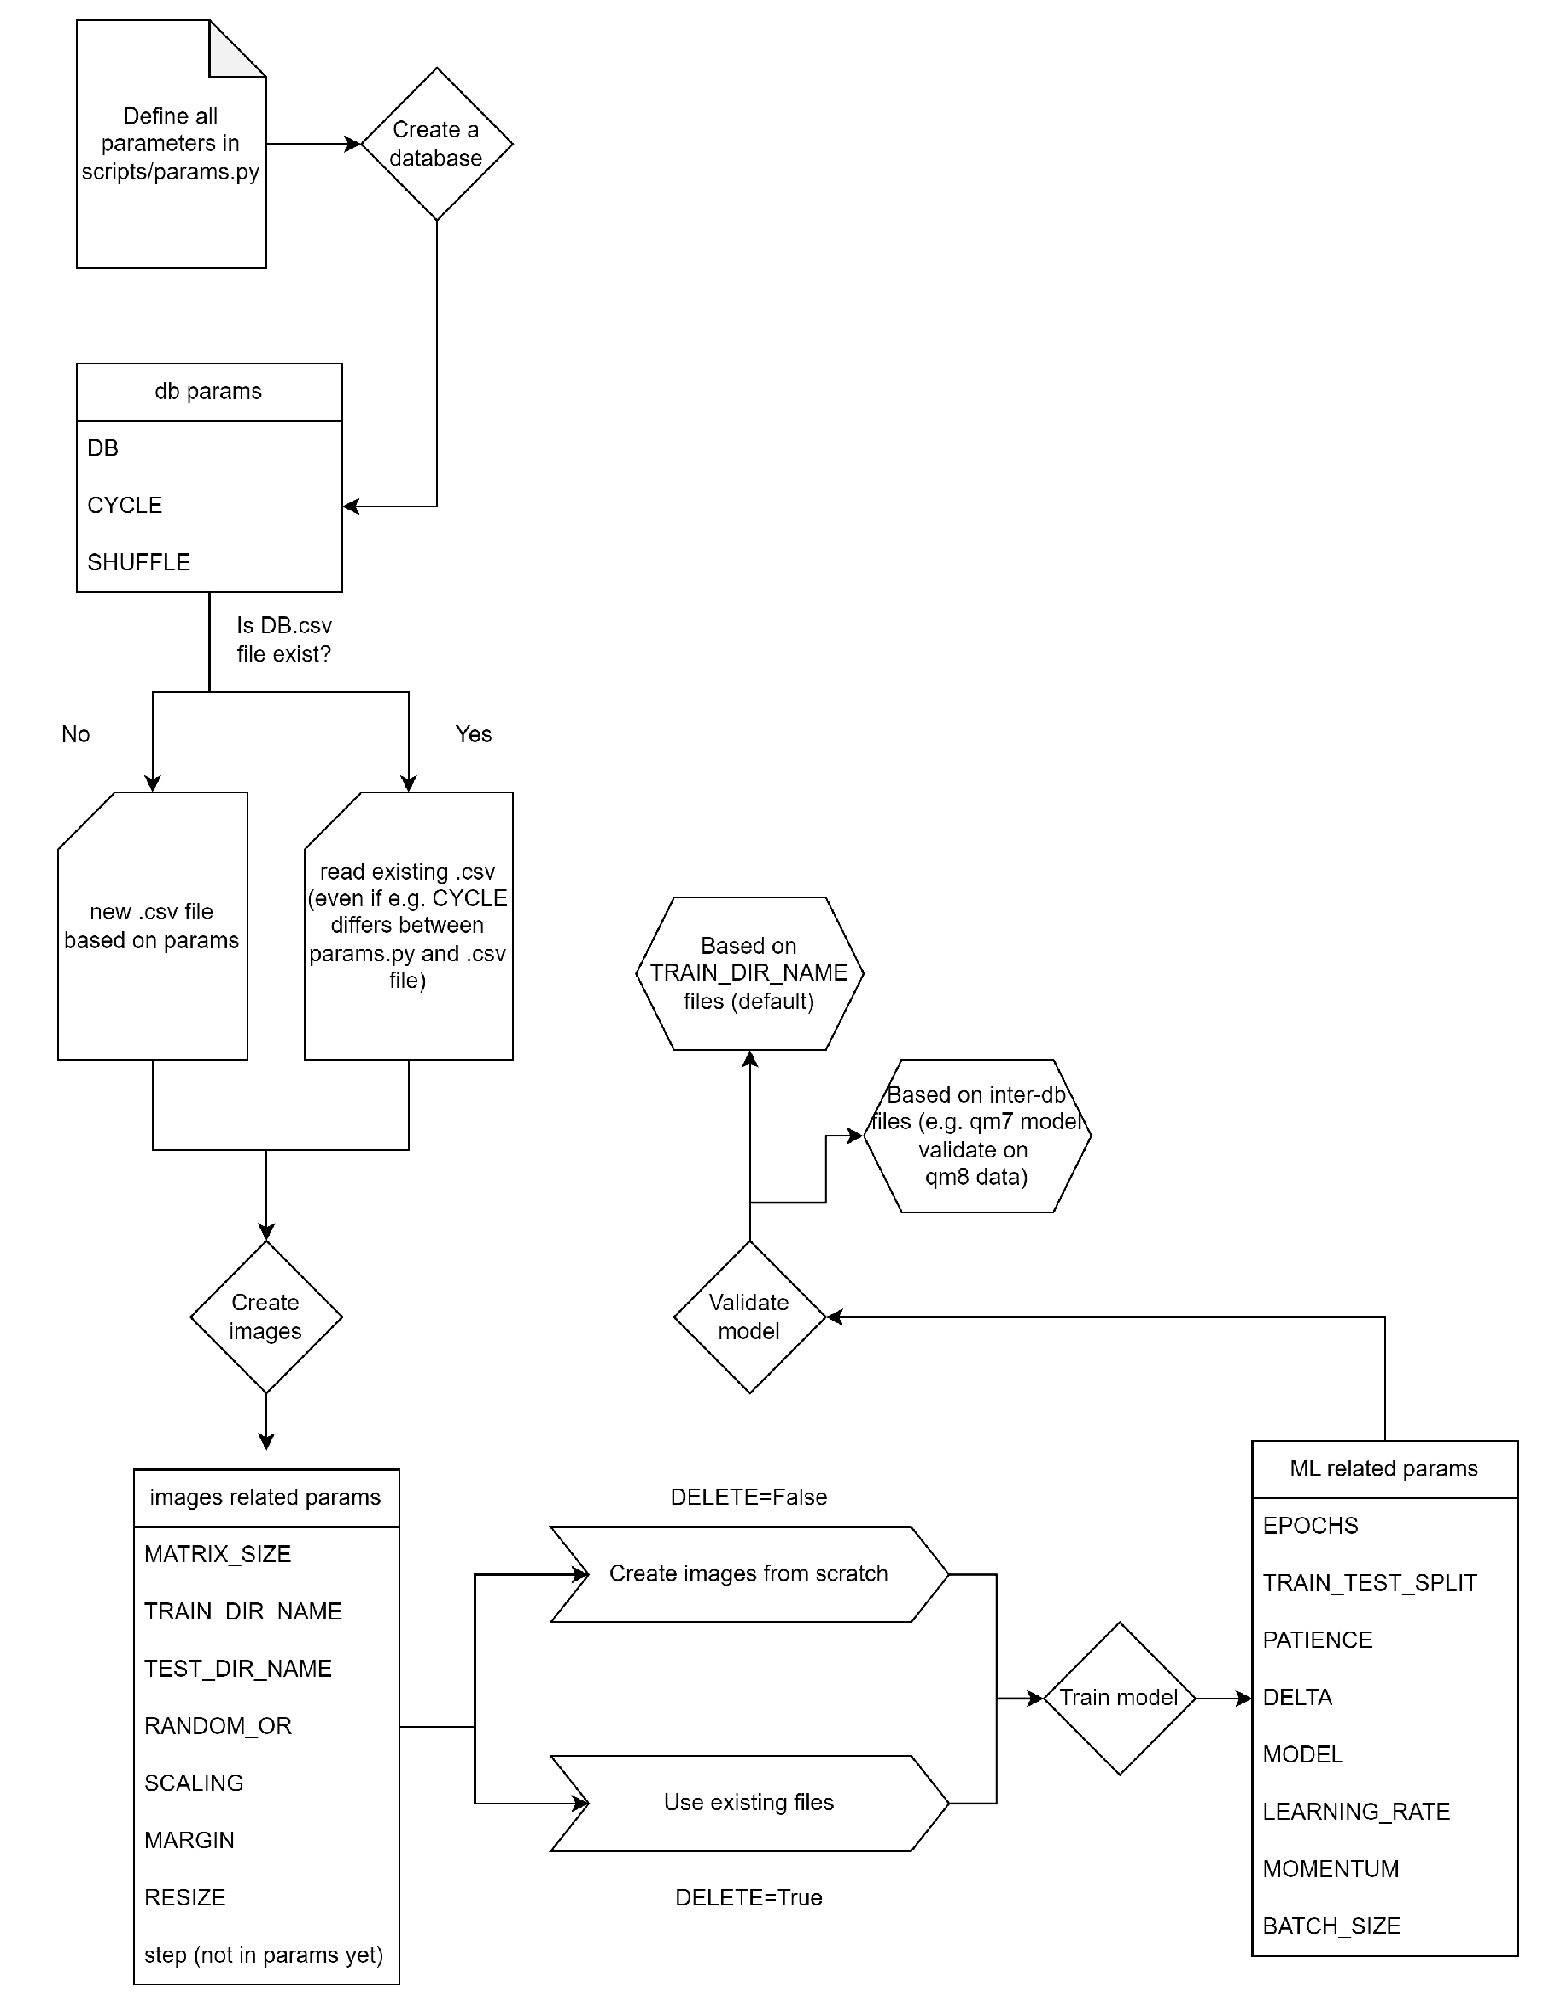 Define all
parameters in
scripts/params.py
Create a
database
db params
DB
CYCLE
SHUFFLE
Is DB.csv
file exist?
No
Yes
new .csv file
based on params
read existing .csv
(even if e.g. CYCLE
differs between
params.py and .csv
file)
Based on
TRAIN_DIR_NAME
files (default)
Based on inter-db
files (e.g. qm7 model
validate on
qm8 data)
Create
images
Validate
model
images related params
MATRIX_SIZE
TRAIN_DIR_NAME
TEST_DIR_NAME
RANDOM_OR
SCALING
MARGIN
RESIZE
step (not in params yet)
DELETE=False
Create images from scratch
Use existing files
DELETE=True
Train model
ML related params
EPOCHS
TRAIN_TEST_SPLIT
PATIENCE
DELTA
MODEL
LEARNING_RATE
MOMENTUM
BATCH_SIZE